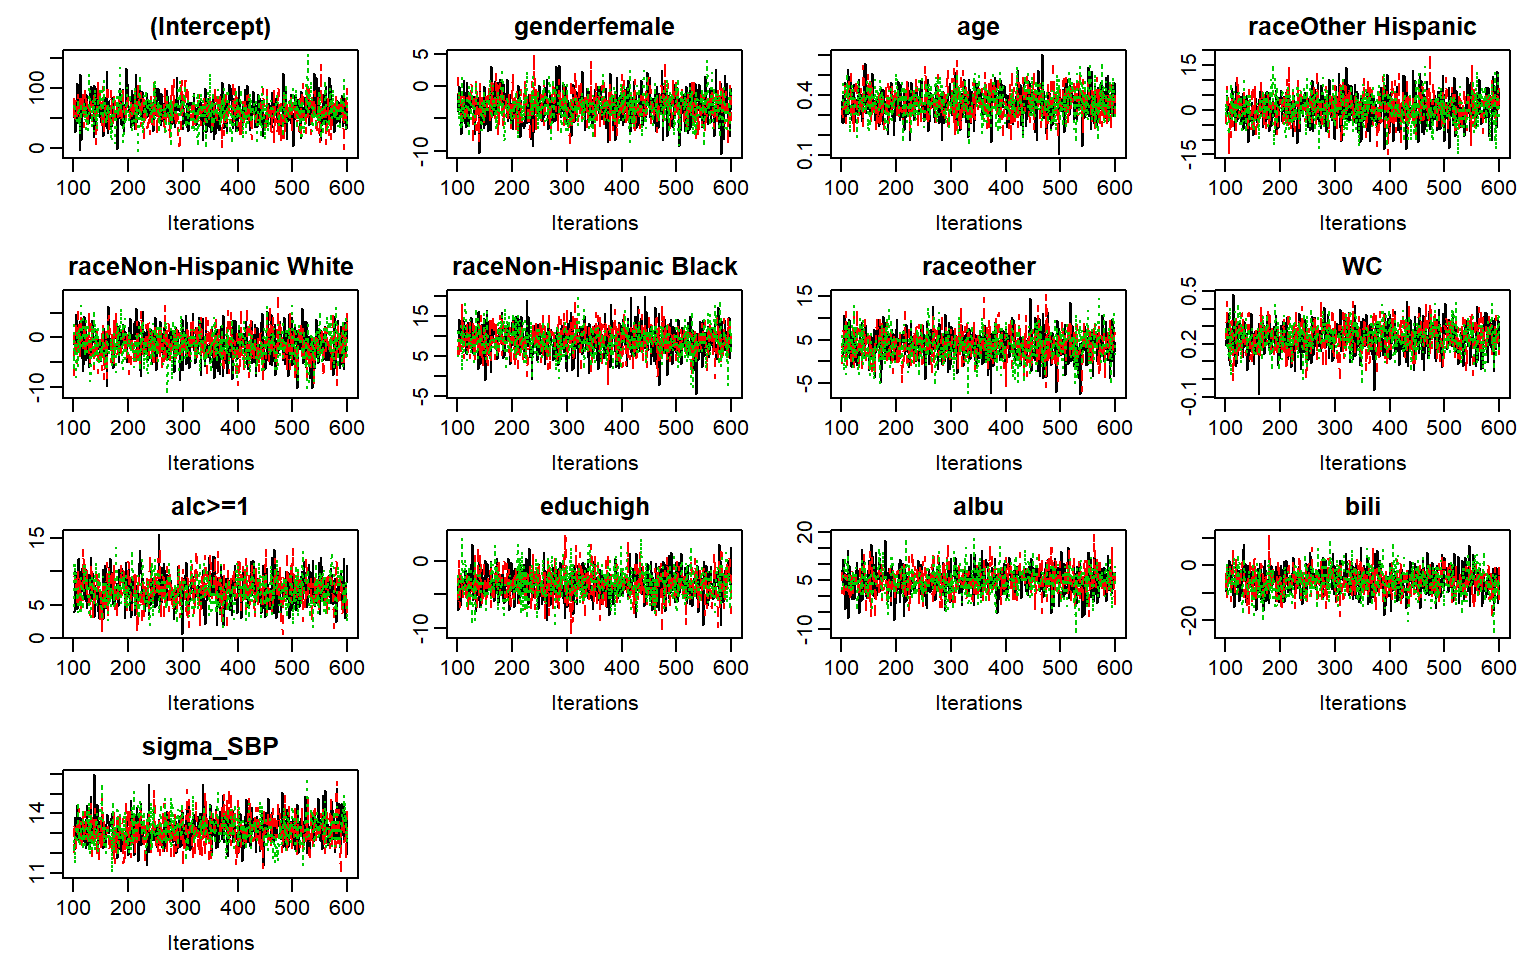 (Intercept) genderfemale age raceOther Hispanic
0 100 -10 0 5 0.1 0.4 -15 0 15
100 200 300 400 500 600 100 200 300 400 500 600 100 200 300 400 500 600 100 200 300 400 500 600
Iterations Iterations Iterations Iterations
raceNon-Hispanic White raceNon-Hispanic Black raceother WC
-10 0 -5 5 15 -5 5 15 -0.1 0.2 0.5
100 200 300 400 500 600 100 200 300 400 500 600 100 200 300 400 500 600 100 200 300 400 500 600
Iterations Iterations Iterations Iterations
alc>=1 educhigh albu bili
0 5 15 -10 0 -10 5 20 -20 0
100 200 300 400 500 600 100 200 300 400 500 600 100 200 300 400 500 600 100 200 300 400 500 600
Iterations Iterations Iterations Iterations
sigma_SBP
11 14
100 200 300 400 500 600
Iterations